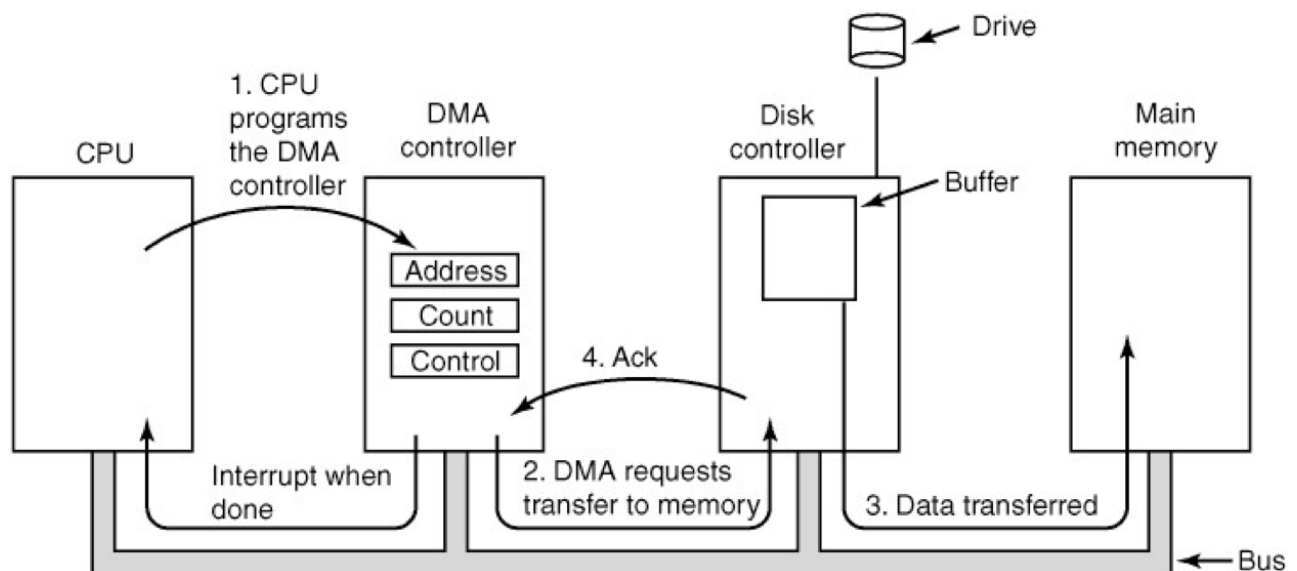 Drive
1. CPU
programs
the DMA
controller
CPU
DMA
controller
Disk
controller
Main
memory
Buffer
Address
Count
Control
4. Ack
Interrupt when
done
2. DMA requests
transfer to memory
3. Data transferred
Bus